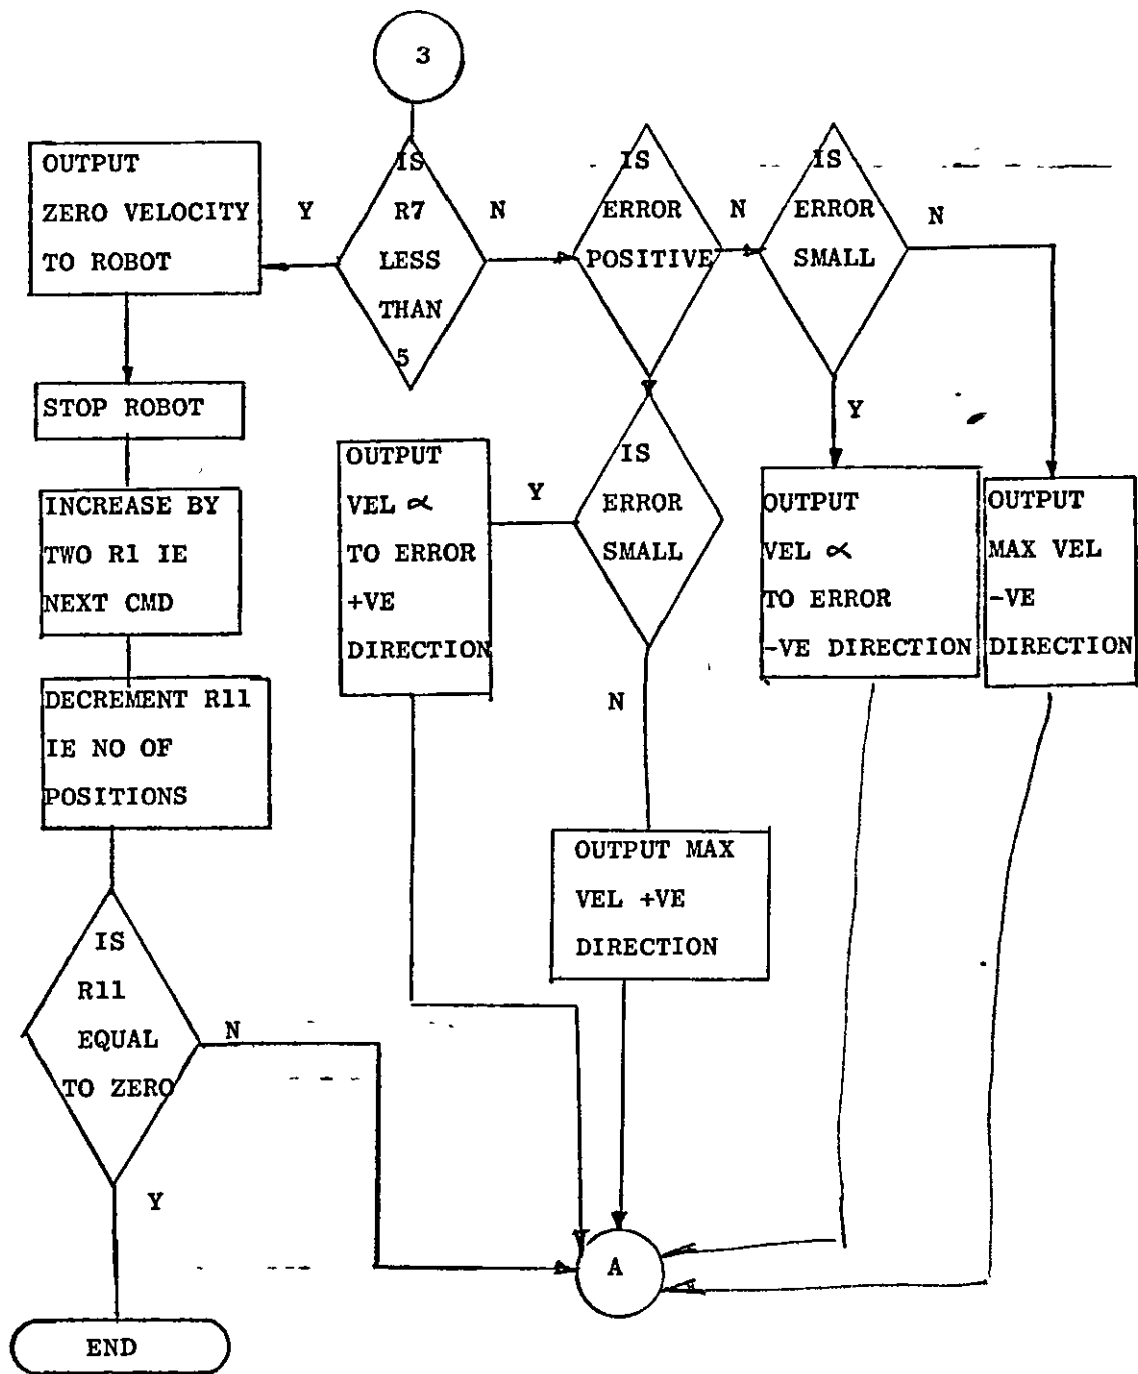 3
IS
R7
LESS
THAN
5
Y
N
OUTPUT
ZERO VELOCITY
TO ROBOT
STOP ROBOT
INCREASE BY
TWO R1 IE
NEXT CMD
DECREMENT R11
IE NO OF
POSITIONS
IS
R11
EQUAL
TO ZERO
N
Y
END
IS
ERROR
POSITIVE
N
IS
ERROR
SMALL
N
Y
IS
ERROR
SMALL
Y
N
OUTPUT
VEL ∝
TO ERROR
+VE
DIRECTION
OUTPUT MAX
VEL +VE
DIRECTION
OUTPUT
VEL ∝
TO ERROR
-VE DIRECTION
OUTPUT
MAX VEL
-VE
DIRECTION
A